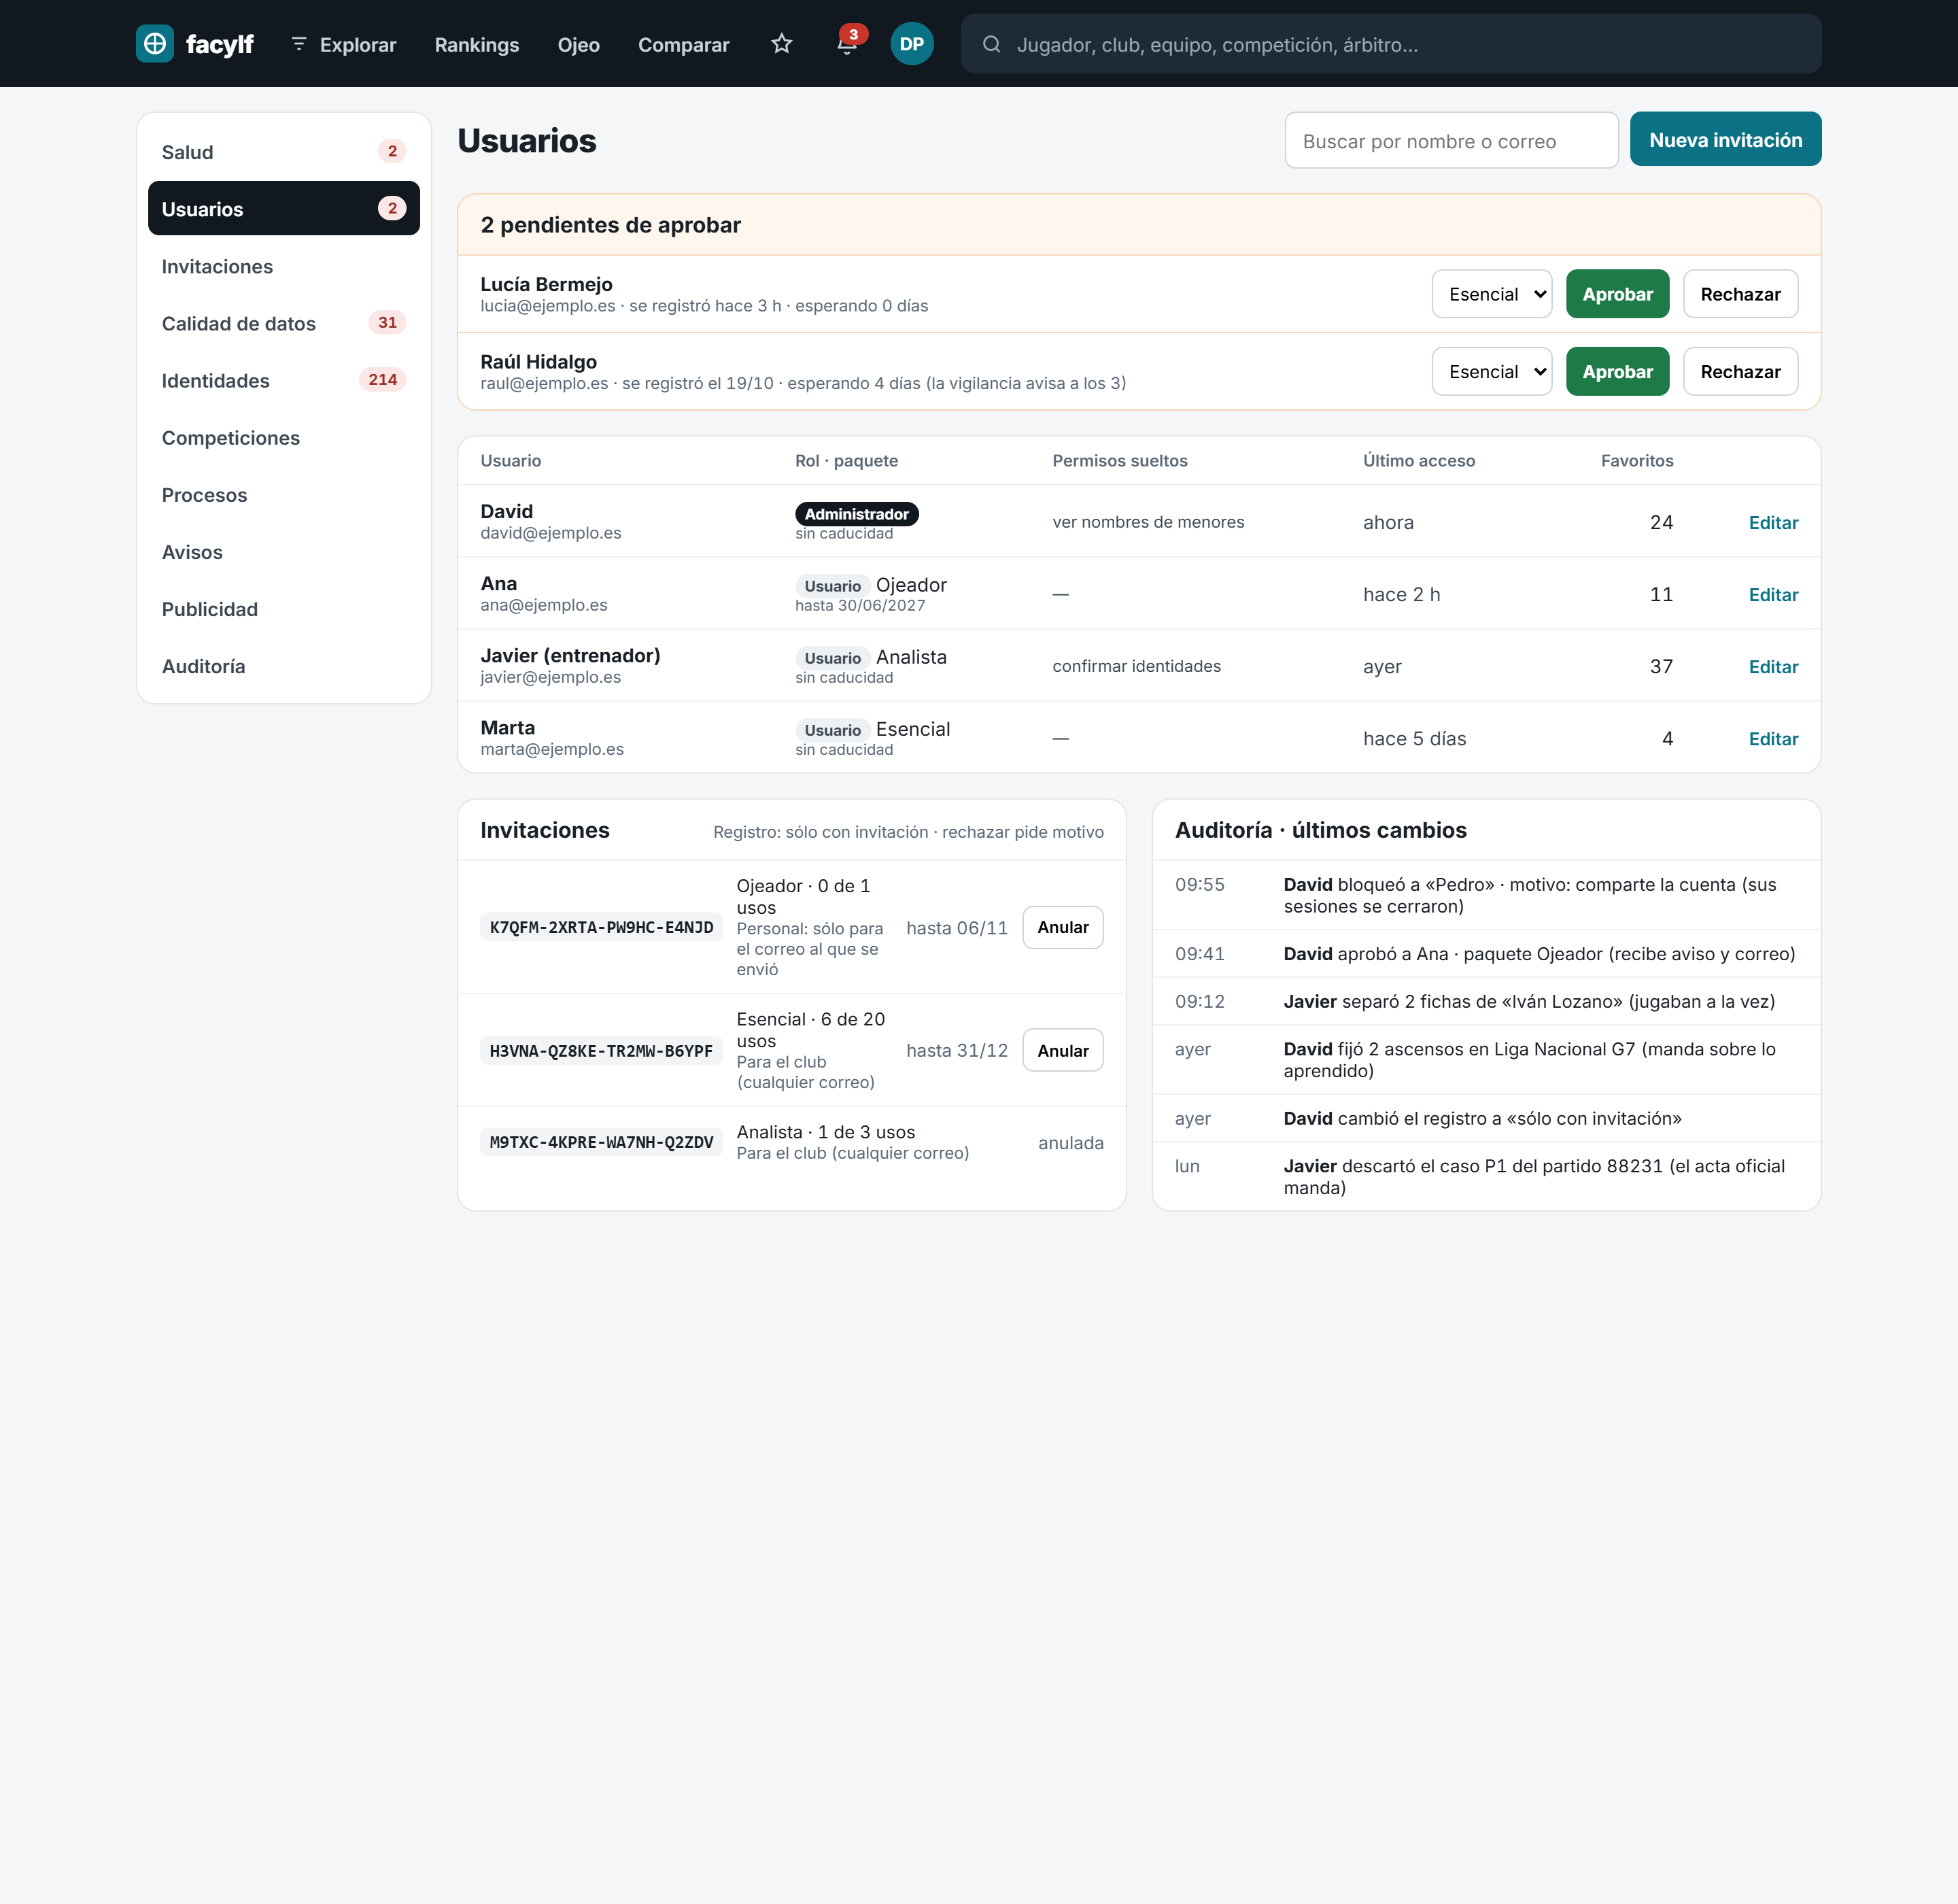 facylf
Explorar
Rankings
Ojeo
Comparar
3
DP
Jugador, club, equipo, competición, árbitro...
Salud
2
Usuarios
2
Invitaciones
Calidad de datos
31
Identidades
214
Competiciones
Procesos
Avisos
Publicidad
Auditoría
Usuarios
Buscar por nombre o correo
Nueva invitación
2 pendientes de aprobar
Lucía Bermejo
lucia@ejemplo.es · se registró hace 3 h · esperando 0 días
Esencial
Aprobar
Rechazar
Raúl Hidalgo
raul@ejemplo.es · se registró el 19/10 · esperando 4 días (la vigilancia avisa a los 3)
Esencial
Aprobar
Rechazar
Usuario
Rol · paquete
Permisos sueltos
Último acceso
Favoritos
David
david@ejemplo.es
Administrador
sin caducidad
ver nombres de menores
ahora
24
Editar
Ana
ana@ejemplo.es
Usuario Ojeador
hasta 30/06/2027
—
hace 2 h
11
Editar
Javier (entrenador)
javier@ejemplo.es
Usuario Analista
sin caducidad
confirmar identidades
ayer
37
Editar
Marta
marta@ejemplo.es
Usuario Esencial
sin caducidad
—
hace 5 días
4
Editar
Invitaciones
Registro: sólo con invitación · rechazar pide motivo
K7QFM-2XRTA-PW9HC-E4NJD
Ojeador · 0 de 1
usos
Personal: sólo para
el correo al que se
envió
hasta 06/11
Anular
H3VNA-QZ8KE-TR2MW-B6YPF
Esencial · 6 de 20
usos
Para el club
(cualquier correo)
hasta 31/12
Anular
M9TXC-4KPRE-WA7NH-Q2ZDV
Analista · 1 de 3 usos
Para el club (cualquier correo)
anulada
Auditoría · últimos cambios
09:55
David bloqueó a «Pedro» · motivo: comparte la cuenta (sus
sesiones se cerraron)
09:41
David aprobó a Ana · paquete Ojeador (recibe aviso y correo)
09:12
Javier separó 2 fichas de «Iván Lozano» (jugaban a la vez)
ayer
David fijó 2 ascensos en Liga Nacional G7 (manda sobre lo
aprendido)
ayer
David cambió el registro a «sólo con invitación»
lun
Javier descartó el caso P1 del partido 88231 (el acta oficial
manda)